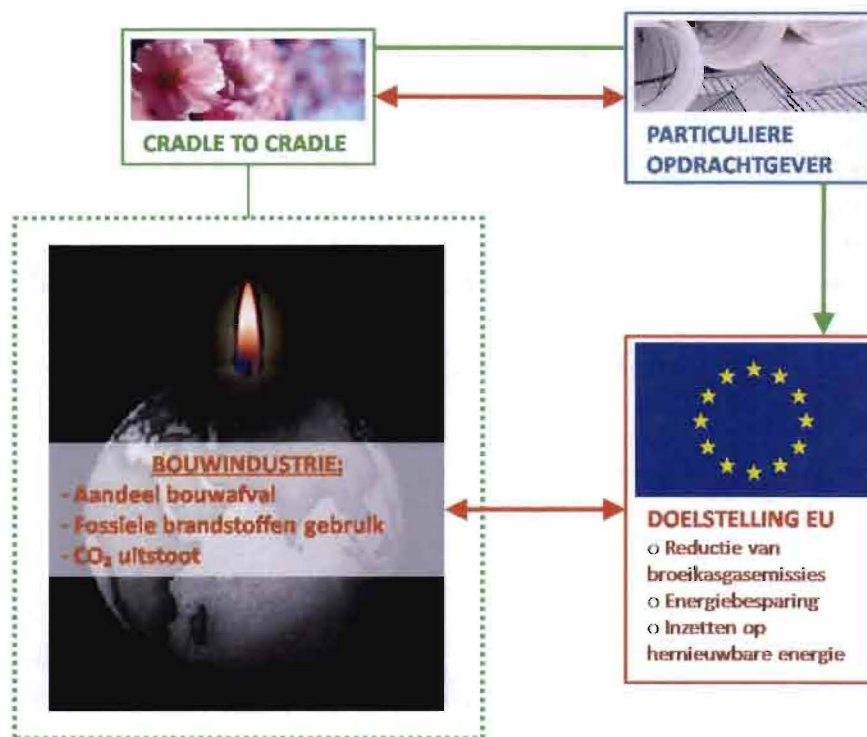 CRADLE TO CRADLE
PARTICULIERE
OPDRACHTGEVER
BOUWINDUSTRIE:
- Aandeel bouwafval
- Fossiele brandstoffen gebruik
- CO₂ uitstoot
DOELSTELLING EU
o Reductie van
broeikasgasemissies
o Energiebesparing
o Inzetten op
hernieuwbare energie